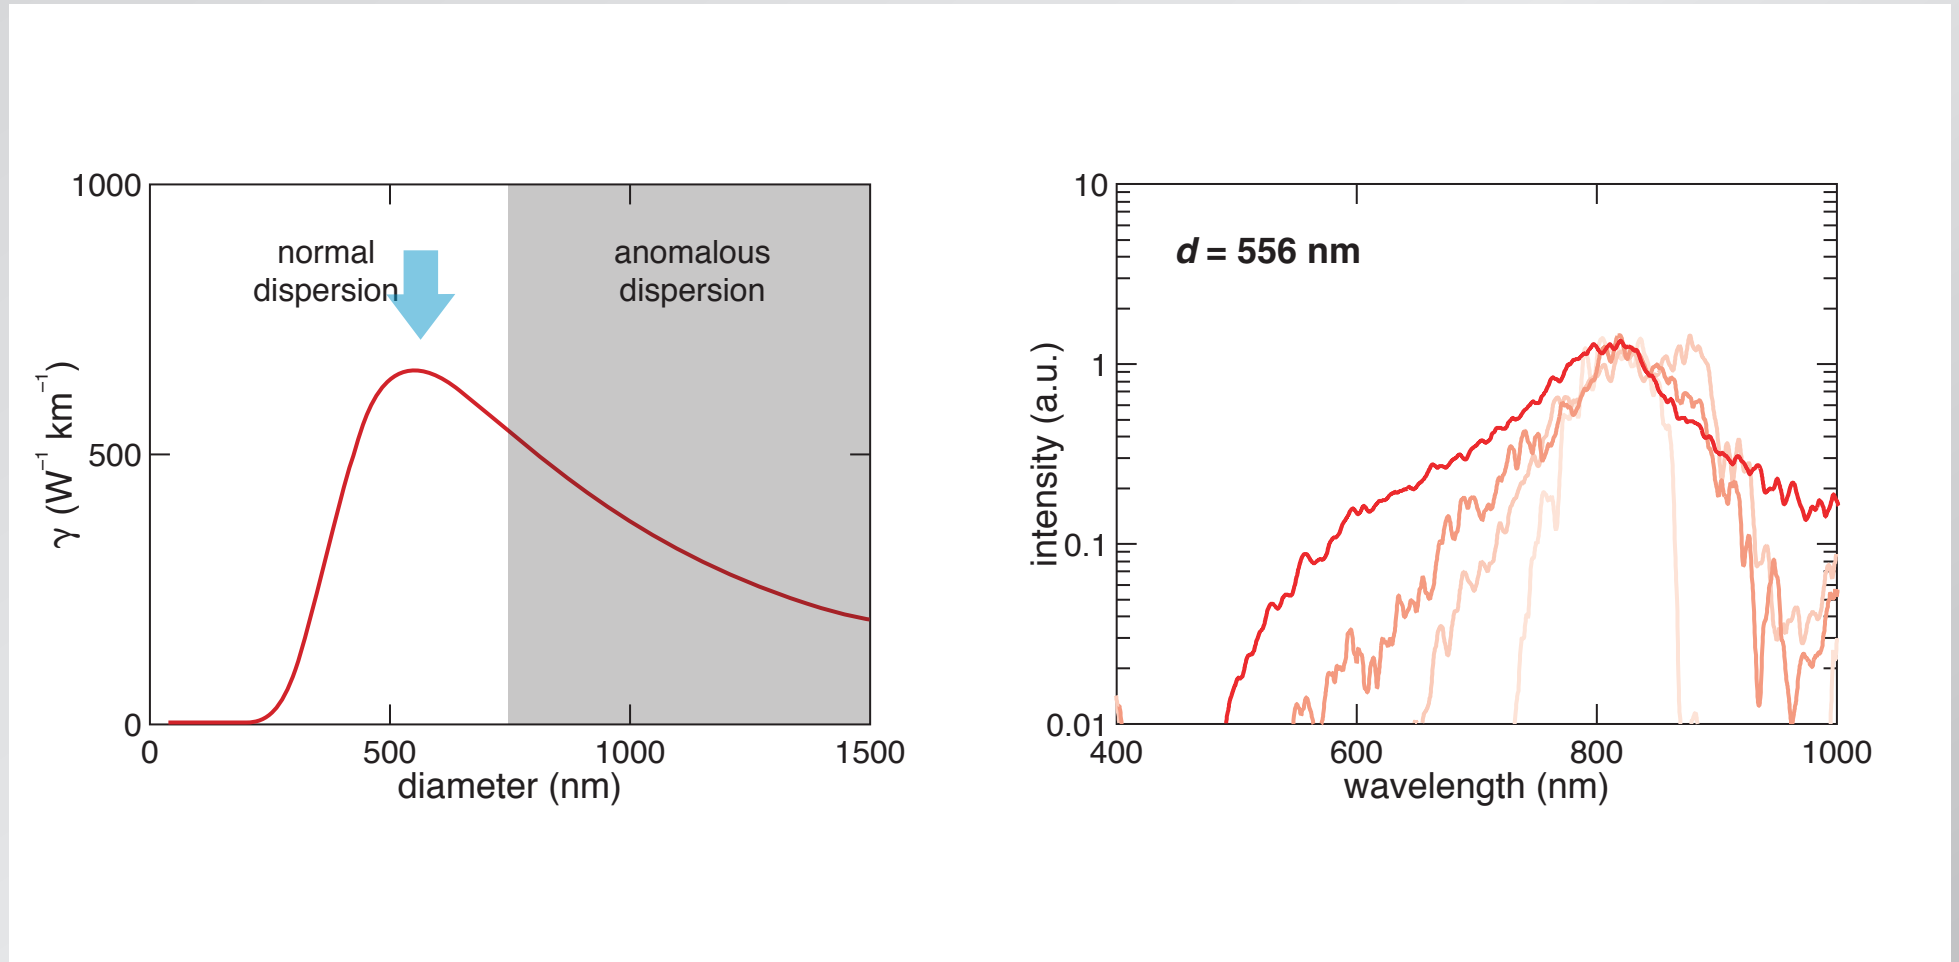 1000
500
0
γ (W⁻¹ km⁻¹)
normal
dispersion
anomalous
dispersion
0 500 1000 1500
diameter (nm)
10
1
0.1
0.01
intensity (a.u.)
d = 556 nm
400 600 800 1000
wavelength (nm)